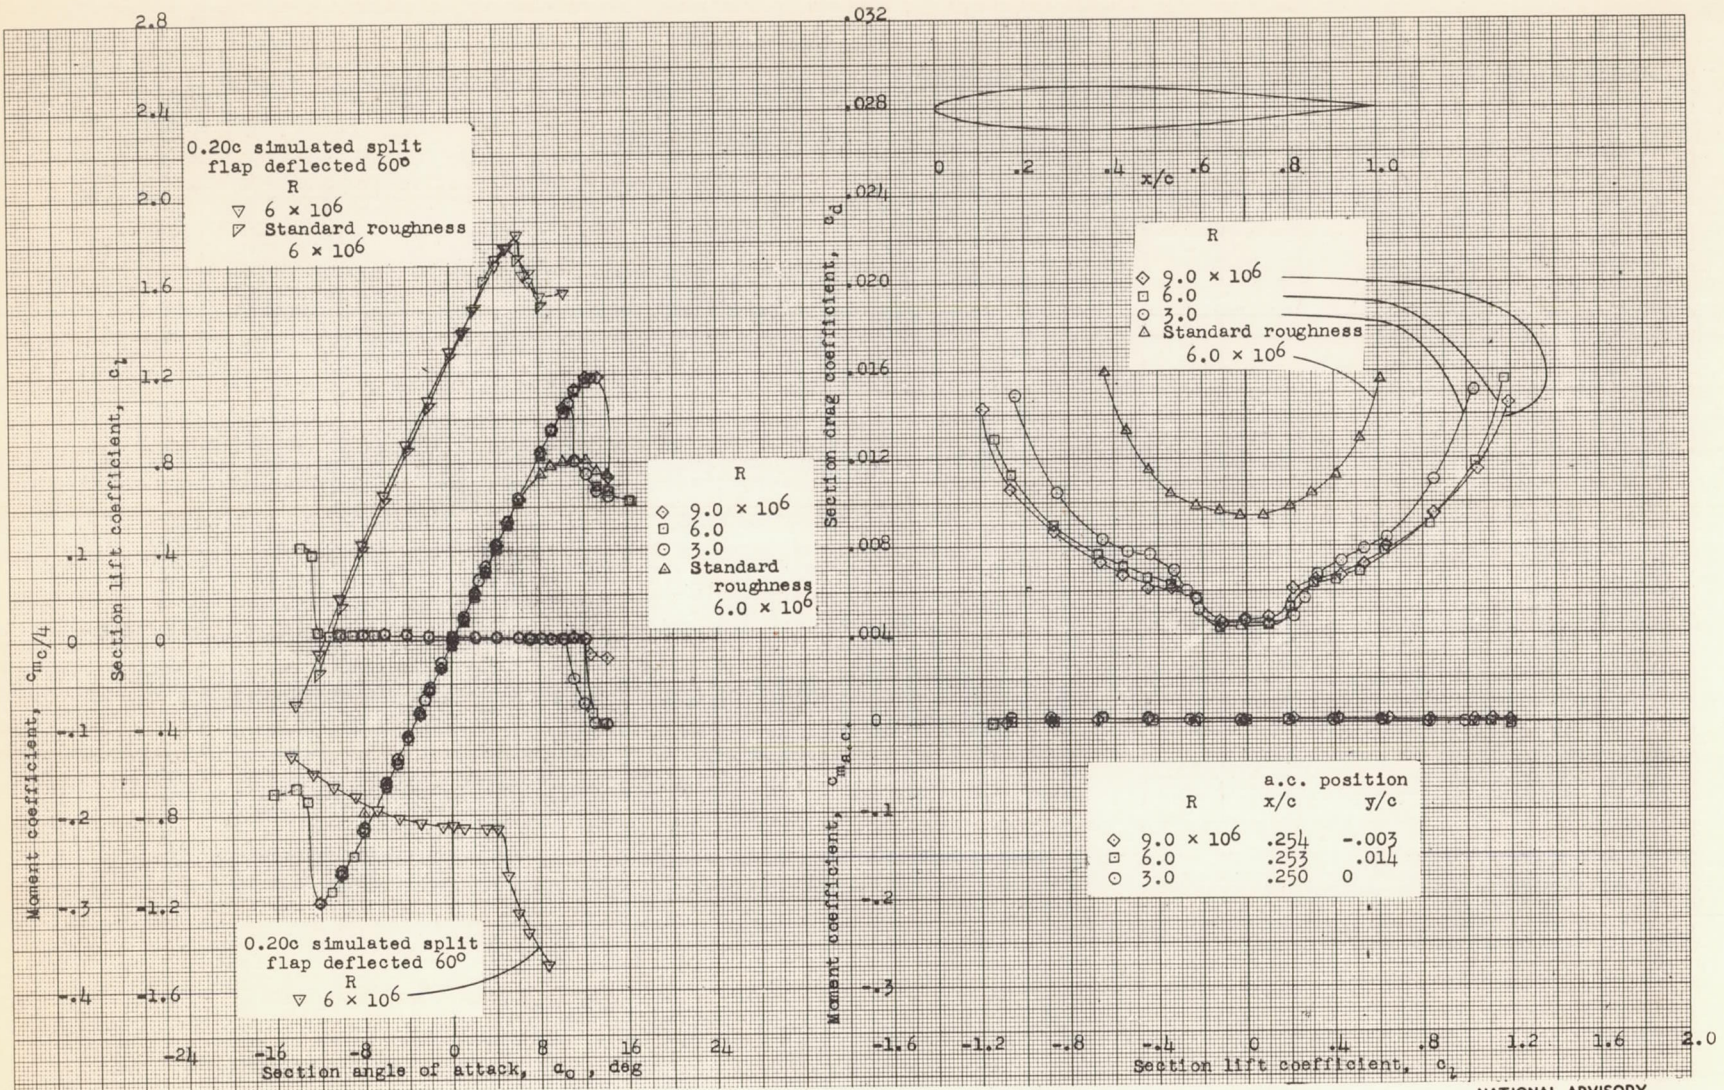 2.8
2.4
2.0
1.6
1.2
.8
.4
0
-.4
-.8
-1.2
-1.6
.1
0
-.1
-.2
-.3
-.4
Moment coefficient, c_m_c/4
Section lift coefficient, c_l
0.20c simulated split
flap deflected 60°
R
▽ 6 × 10⁶
Standard roughness
6 × 10⁶
R
◇ 9.0 × 10⁶
□ 6.0
○ 3.0
△ Standard
roughness
6.0 × 10⁶
0.20c simulated split
flap deflected 60°
R
▽ 6 × 10⁶
-24 -16 -8 0 8 16 24
Section angle of attack, α₀, deg
.032
.028
.024
.020
.016
.012
.008
.004
0
-.1
-.2
-.3
Section drag coefficient, c_d
Moment coefficient, c_m_a.c.
0 .2 .4 .6 .8 1.0
x/c
R
◇ 9.0 × 10⁶
□ 6.0
○ 3.0
△ Standard roughness
6.0 × 10⁶
a.c. position
R x/c y/c
◇ 9.0 × 10⁶ .254 -.003
□ 6.0 .253 .014
○ 3.0 .250 0
-1.6 -1.2 -.8 -.4 0 .4 .8 1.2 1.6 2.0
Section lift coefficient, c_l
NATIONAL ADVISORY